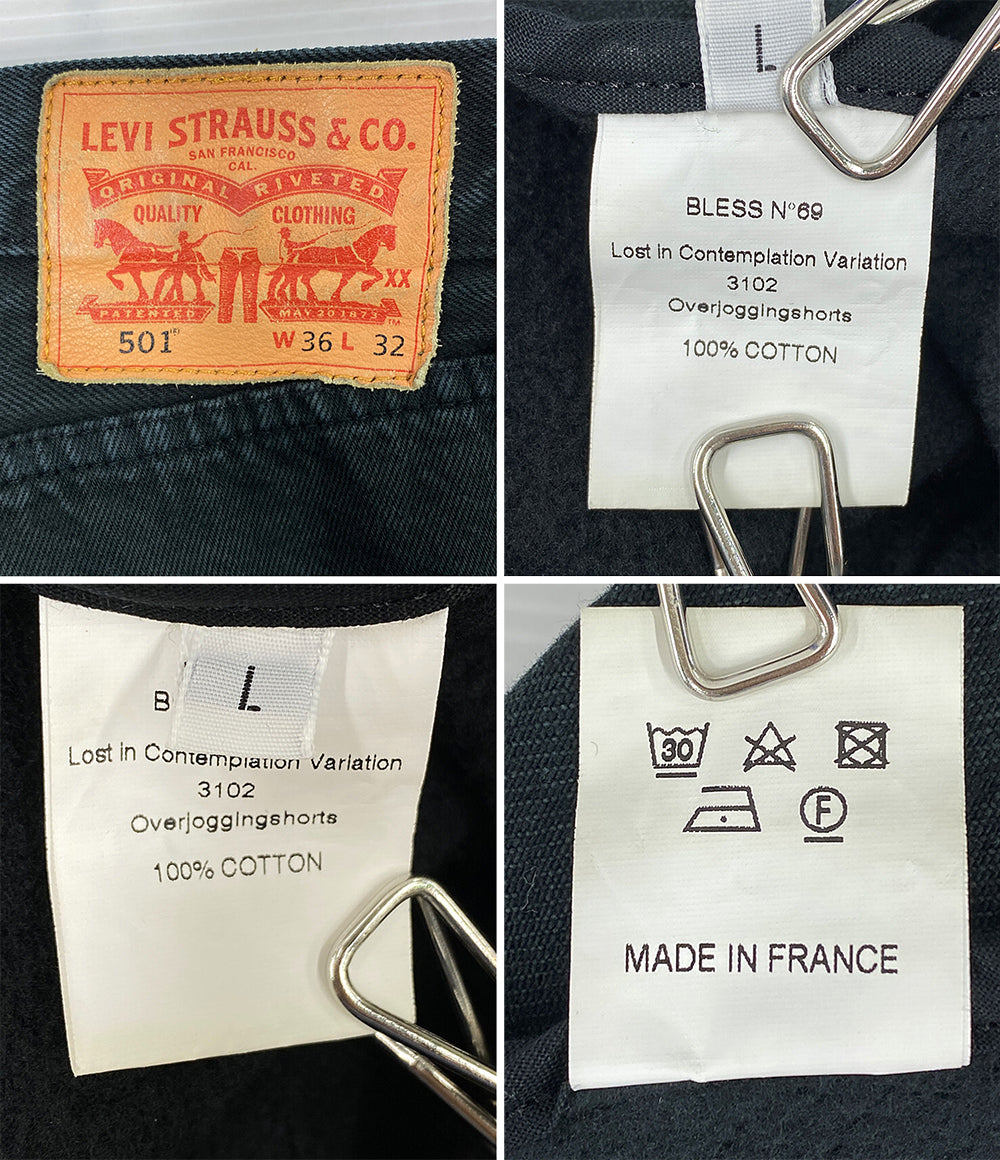 LEVI STRAUSS & CO.
SAN FRANCISCO
CAL.
ORIGINAL RIVETED
QUALITY CLOTHING
XX
PATENTED MAY 20 1873 ™
501® W 36 L 32
L
BLESS N°69
Lost in Contemplation Variation
3102
Overjoggingshorts
100% COTTON
L
B
Lost in Contemplation Variation
3102
Overjoggingshorts
100% COTTON
30
F
MADE IN FRANCE